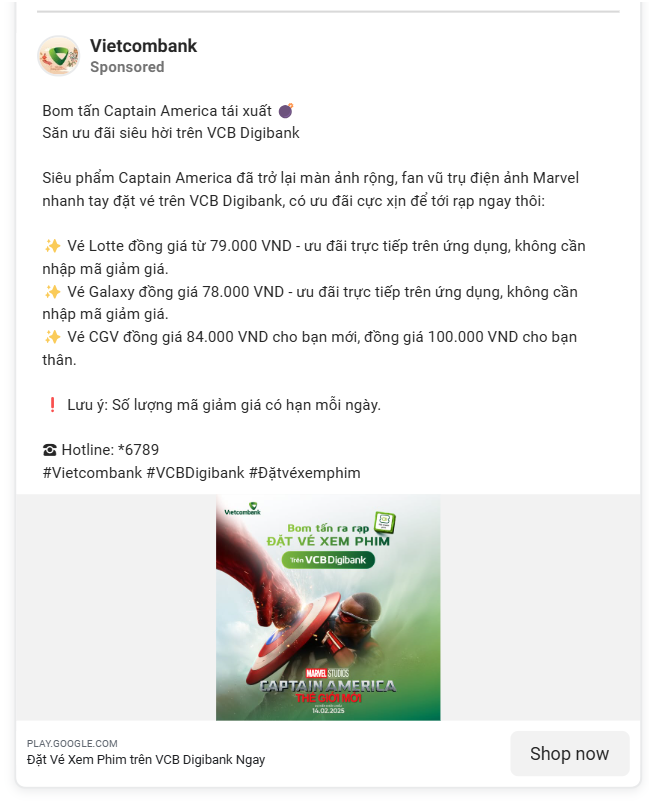 Vietcombank
Sponsored
Bom tấn Captain America tái xuất 💣
Săn ưu đãi siêu hời trên VCB Digibank
Siêu phẩm Captain America đã trở lại màn ảnh rộng, fan vũ trụ điện ảnh Marvel
nhanh tay đặt vé trên VCB Digibank, có ưu đãi cực xịn để tới rạp ngay thôi:
✨ Vé Lotte đồng giá từ 79.000 VND - ưu đãi trực tiếp trên ứng dụng, không cần
nhập mã giảm giá.
✨ Vé Galaxy đồng giá 78.000 VND - ưu đãi trực tiếp trên ứng dụng, không cần
nhập mã giảm giá.
✨ Vé CGV đồng giá 84.000 VND cho bạn mới, đồng giá 100.000 VND cho bạn
thân.
❗ Lưu ý: Số lượng mã giảm giá có hạn mỗi ngày.
☎ Hotline: *6789
#Vietcombank #VCBDigibank #Đặtvéxemphim
Vietcombank
Bom tấn ra rạp
ĐẶT VÉ XEM PHIM
Trên VCB Digibank
MARVEL STUDIOS
CAPTAIN AMERICA
THẾ GIỚI MỚI
14.02.2025
PLAY.GOOGLE.COM
Đặt Vé Xem Phim trên VCB Digibank Ngay
Shop now